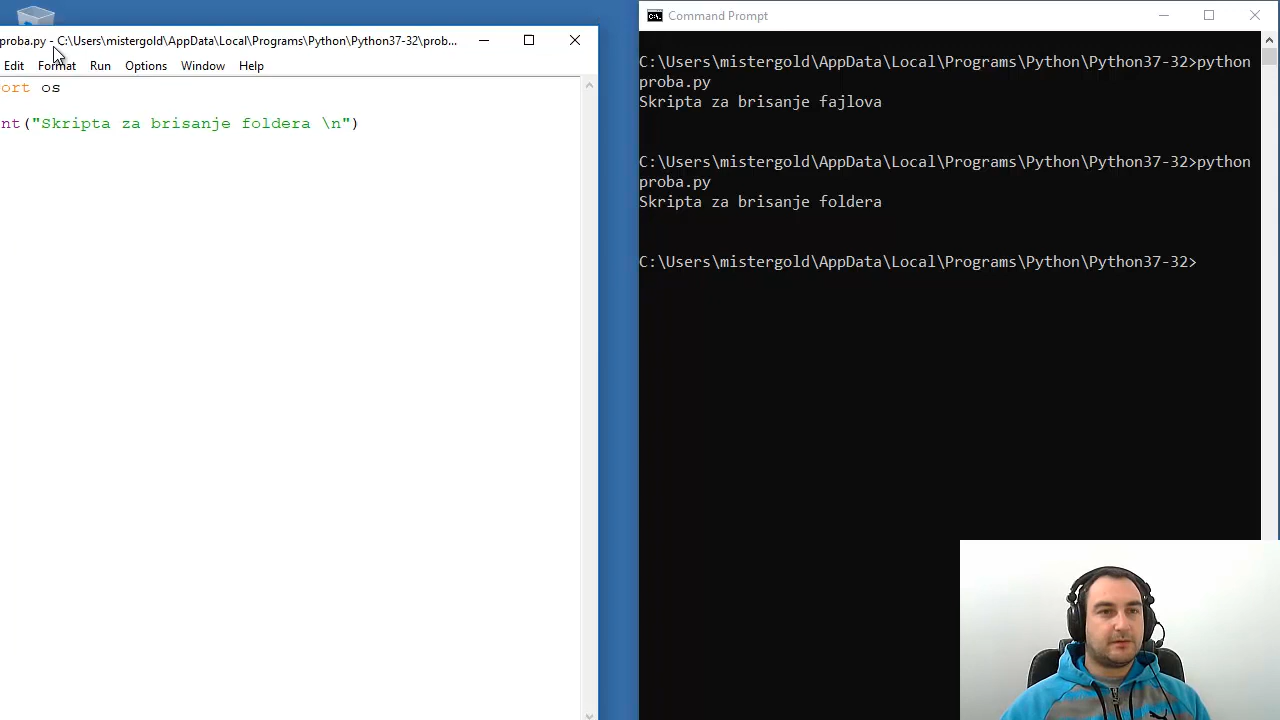 proba.py - C:\Users\mistergold\AppData\Local\Programs\Python\Python37-32\prob...
Edit Format Run Options Window Help
ort os
nt("Skripta za brisanje foldera \n")
Command Prompt
C:\Users\mistergold\AppData\Local\Programs\Python\Python37-32>python
proba.py
Skripta za brisanje fajlova
C:\Users\mistergold\AppData\Local\Programs\Python\Python37-32>python
proba.py
Skripta za brisanje foldera
C:\Users\mistergold\AppData\Local\Programs\Python\Python37-32>